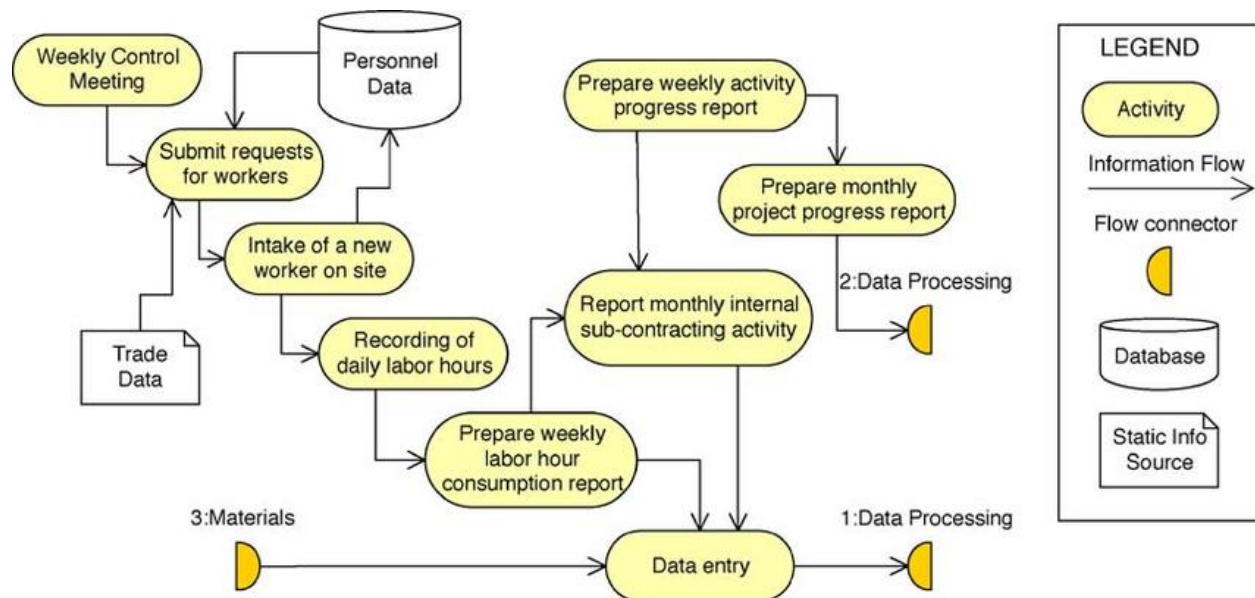 Weekly Control
Meeting
Personnel
Data
Submit requests
for workers
Intake of a new
worker on site
Trade
Data
Recording of
daily labor hours
Prepare weekly
labor hour
consumption report
Prepare weekly activity
progress report
Prepare monthly
project progress report
Report monthly internal
sub-contracting activity
2:Data Processing
3:Materials
Data entry
1:Data Processing
LEGEND
Activity
Information Flow
Flow connector
Database
Static Info
Source